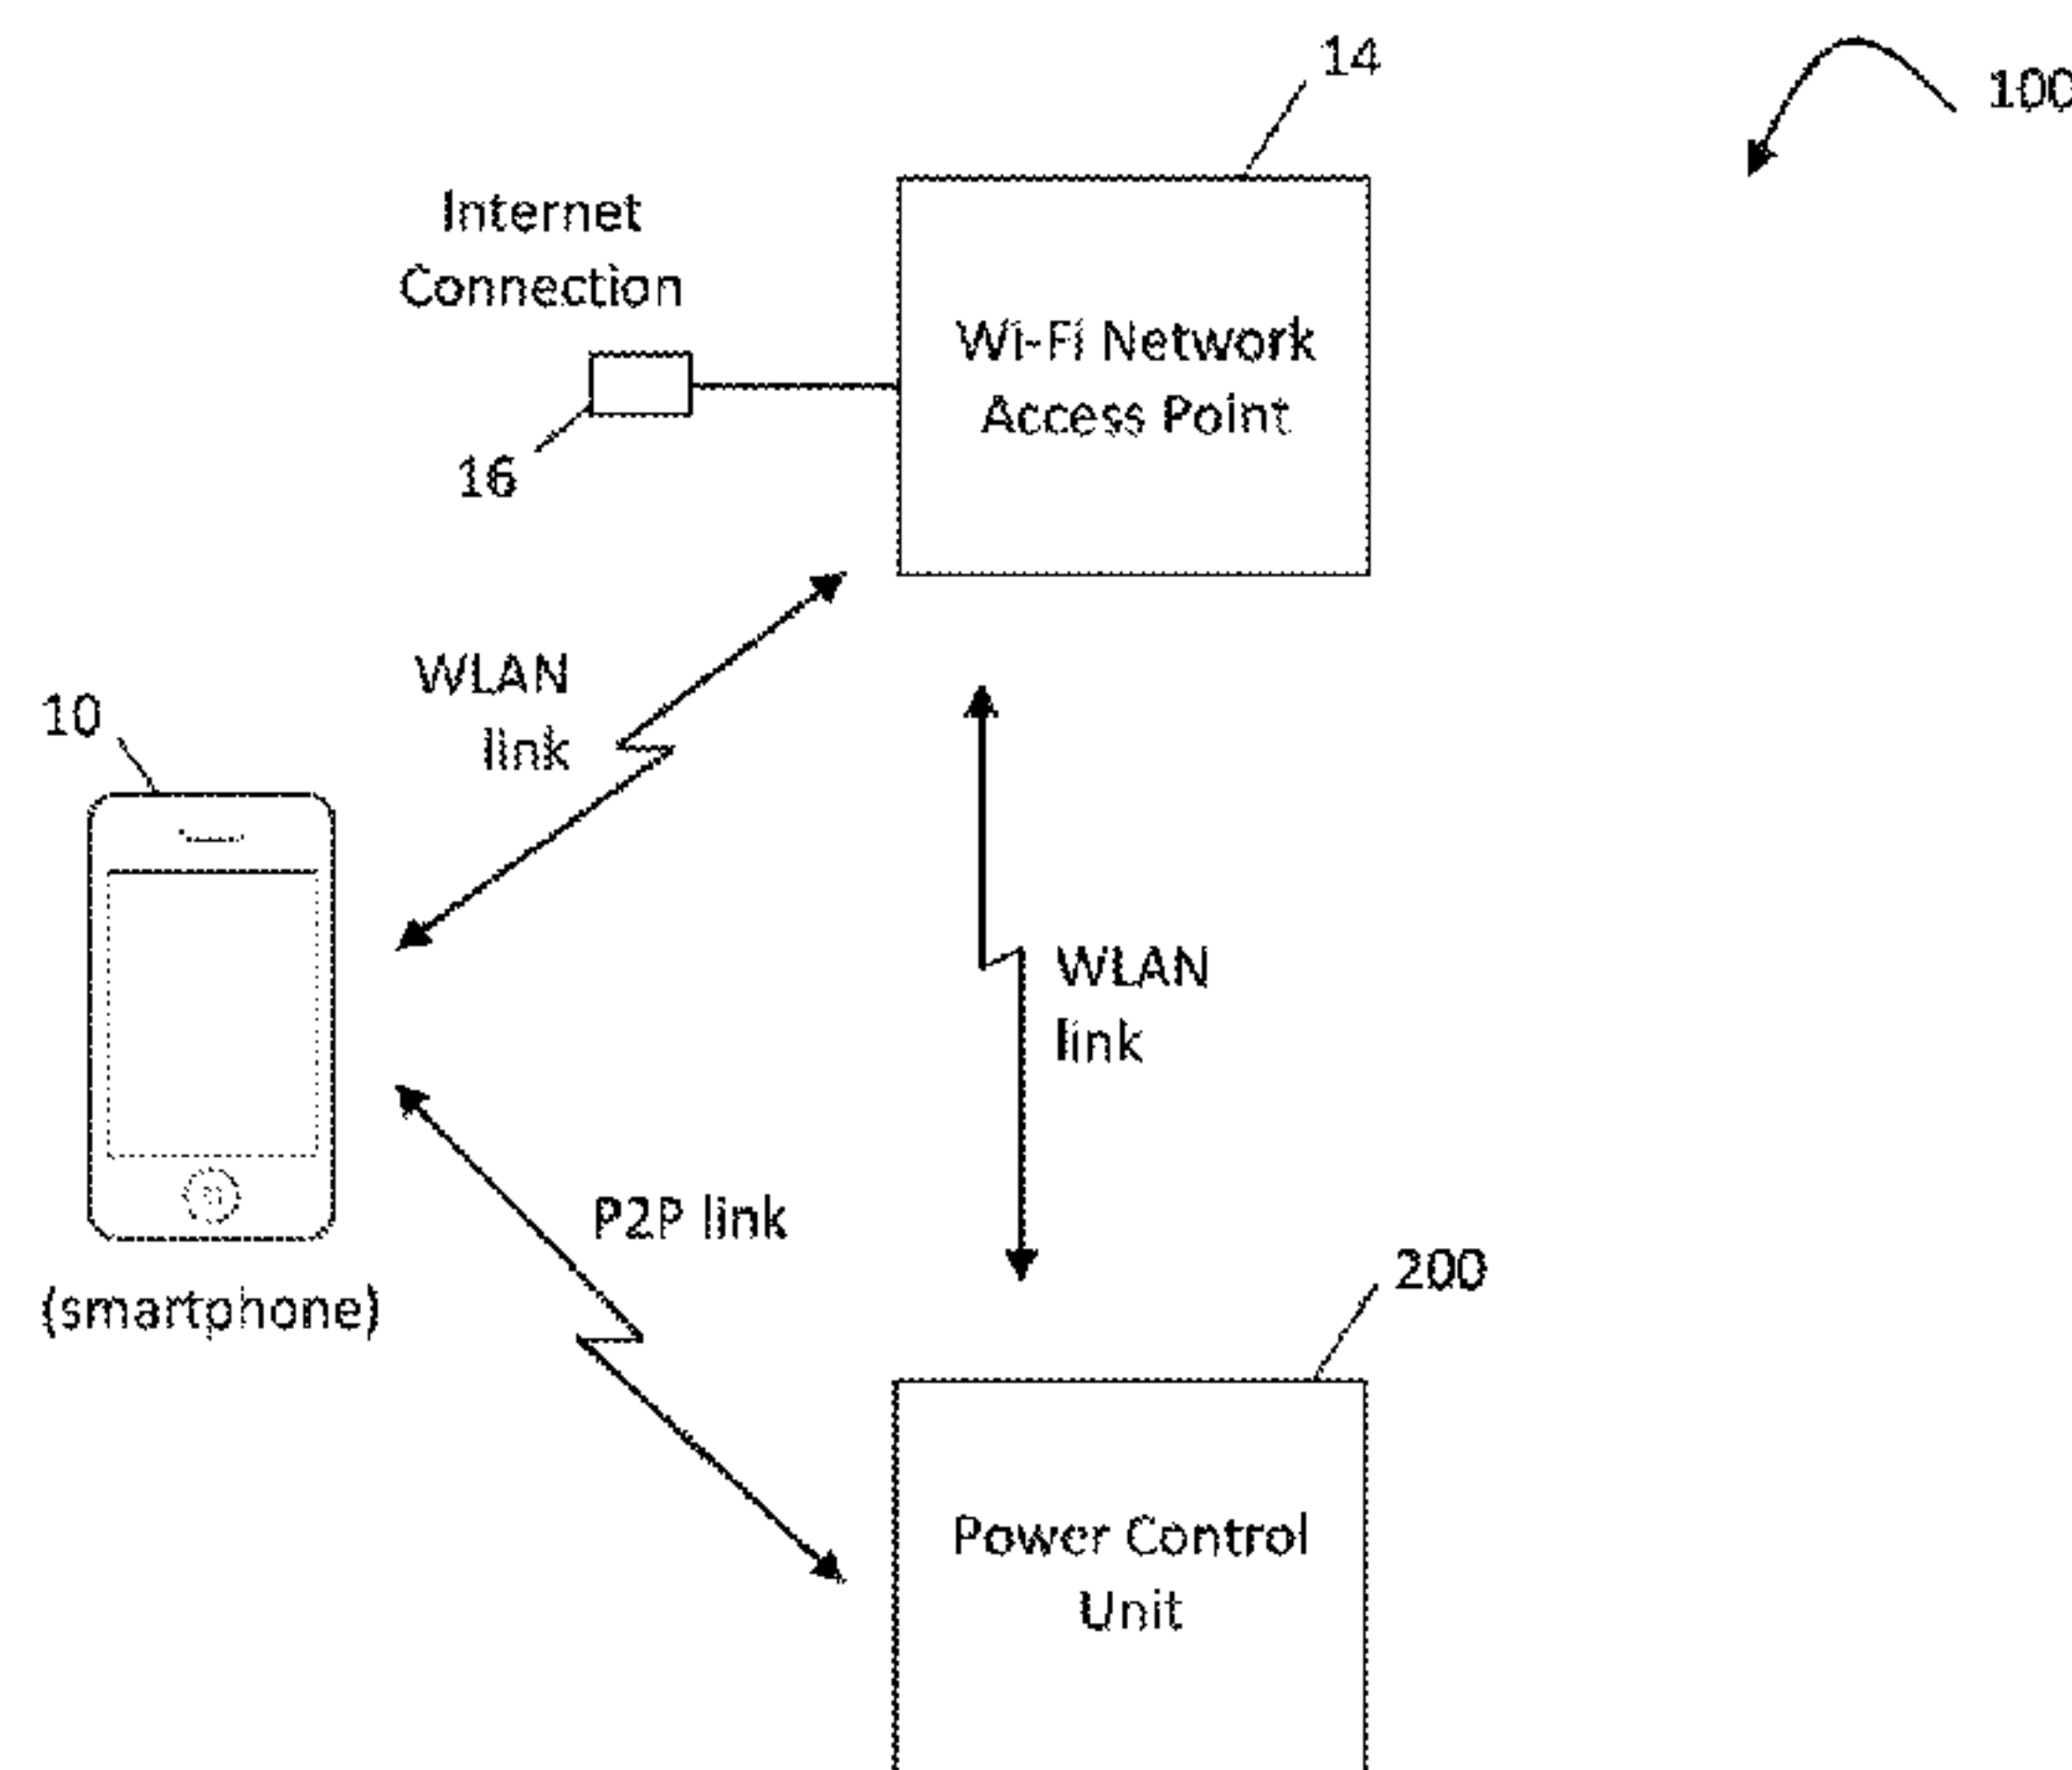 14
100
Internet
Connection
Wi-Fi Network
Access Point
16
WLAN
link
10
WLAN
link
P2P link
200
(smartphone)
Power Control
Unit